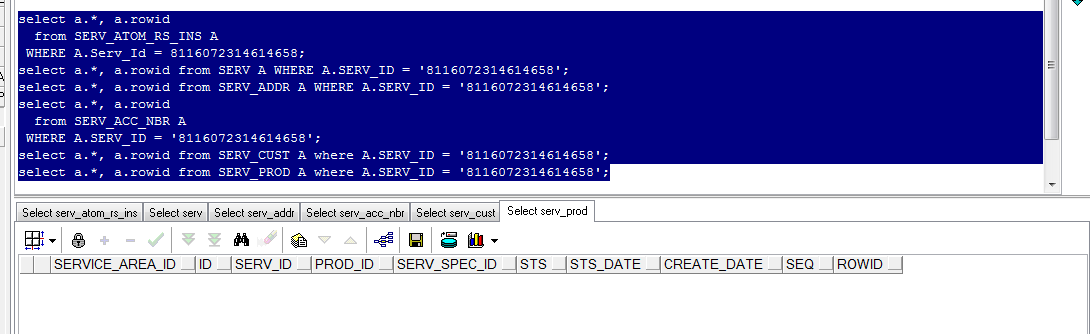 select a.*, a.rowid
from SERV_ATOM_RS_INS A
WHERE A.Serv_Id = 8116072314614658;
select a.*, a.rowid from SERV A WHERE A.SERV_ID = '8116072314614658';
select a.*, a.rowid from SERV_ADDR A WHERE A.SERV_ID = '8116072314614658';
select a.*, a.rowid
from SERV_ACC_NBR A
WHERE A.SERV_ID = '8116072314614658';
select a.*, a.rowid from SERV_CUST A where A.SERV_ID = '8116072314614658';
select a.*, a.rowid from SERV_PROD A where A.SERV_ID = '8116072314614658';
Select serv_atom_rs_ins Select serv Select serv_addr Select serv_acc_nbr Select serv_cust Select serv_prod
SERVICE_AREA_ID ID SERV_ID PROD_ID SERV_SPEC_ID STS STS_DATE CREATE_DATE SEQ ROWID